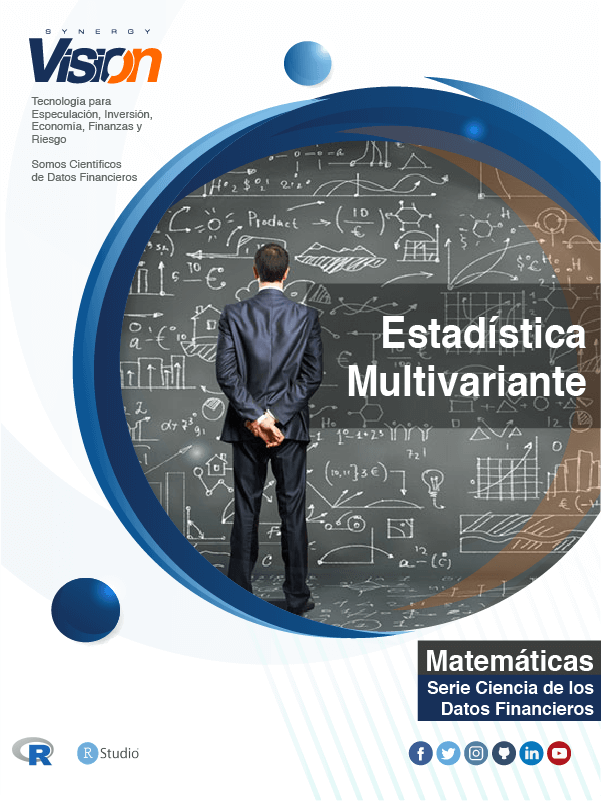 SYNERGY
Vision
Tecnología para
Especulación, Inversión,
Economía, Finanzas y
Riesgo
Somos Científicos
de Datos Financieros
Product
Estadística
Multivariante
Matemáticas
Serie Ciencia de los
Datos Financieros
R
R Studio